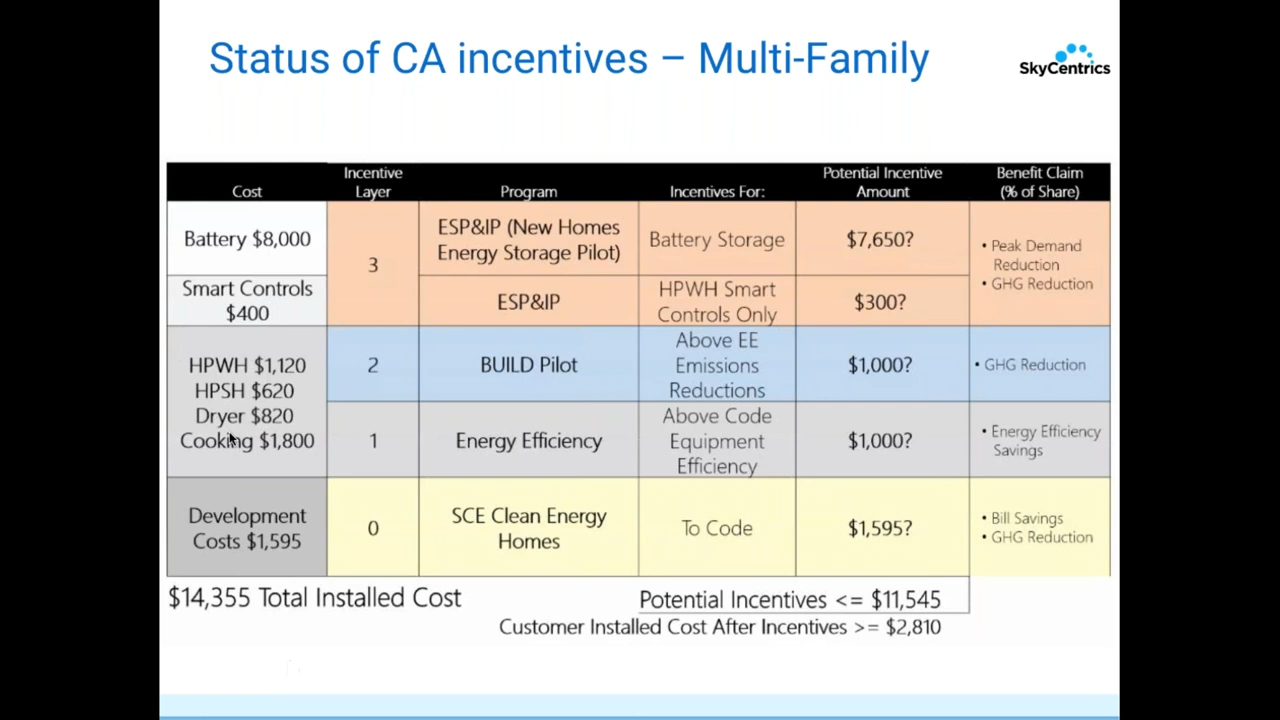 Status of CA incentives – Multi-Family
SkyCentrics
Cost
Incentive
Layer
Program
Incentives For:
Potential Incentive
Amount
Benefit Claim
(% of Share)
Battery $8,000
3
ESP&IP (New Homes
Energy Storage Pilot)
Battery Storage
$7,650?
• Peak Demand
Reduction
• GHG Reduction
Smart Controls
$400
ESP&IP
HPWH Smart
Controls Only
$300?
HPWH $1,120
HPSH $620
Dryer $820
Cooking $1,800
2
BUILD Pilot
Above EE
Emissions
Reductions
$1,000?
• GHG Reduction
1
Energy Efficiency
Above Code
Equipment
Efficiency
$1,000?
• Energy Efficiency
Savings
Development
Costs $1,595
0
SCE Clean Energy
Homes
To Code
$1,595?
• Bill Savings
• GHG Reduction
$14,355 Total Installed Cost
Potential Incentives <= $11,545
Customer Installed Cost After Incentives >= $2,810